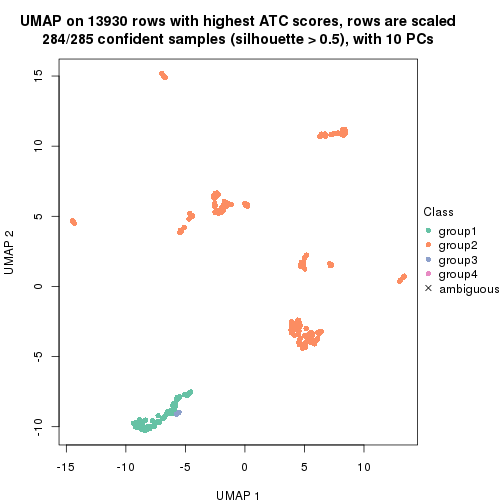 UMAP on 13930 rows with highest ATC scores, rows are scaled
284/285 confident samples (silhouette > 0.5), with 10 PCs
15
10
5
0
-5
-10
UMAP 2
-15
-10
-5
0
5
10
UMAP 1
Class
group1
group2
group3
group4
ambiguous